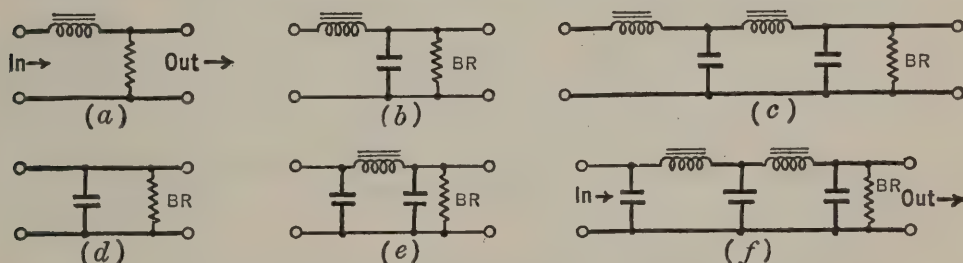 In→ Out→
BR
BR
(a)
(b)
(c)
BR
BR
In→
BR
Out→
(d)
(e)
(f)